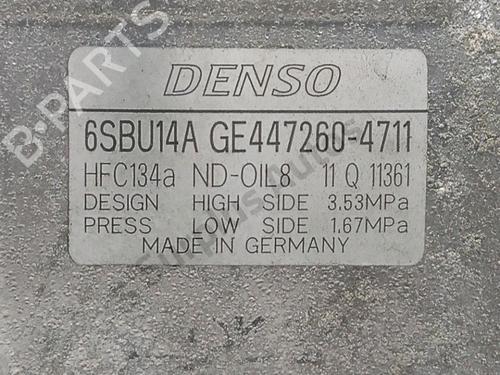 DENSO
6SBU14A GE447260-4711
HFC134a ND-OIL8 11 Q 11361
DESIGN HIGH SIDE 3.53MPa
PRESS LOW SIDE 1.67MPa
MADE IN GERMANY
B-PARTS
B-PARTS